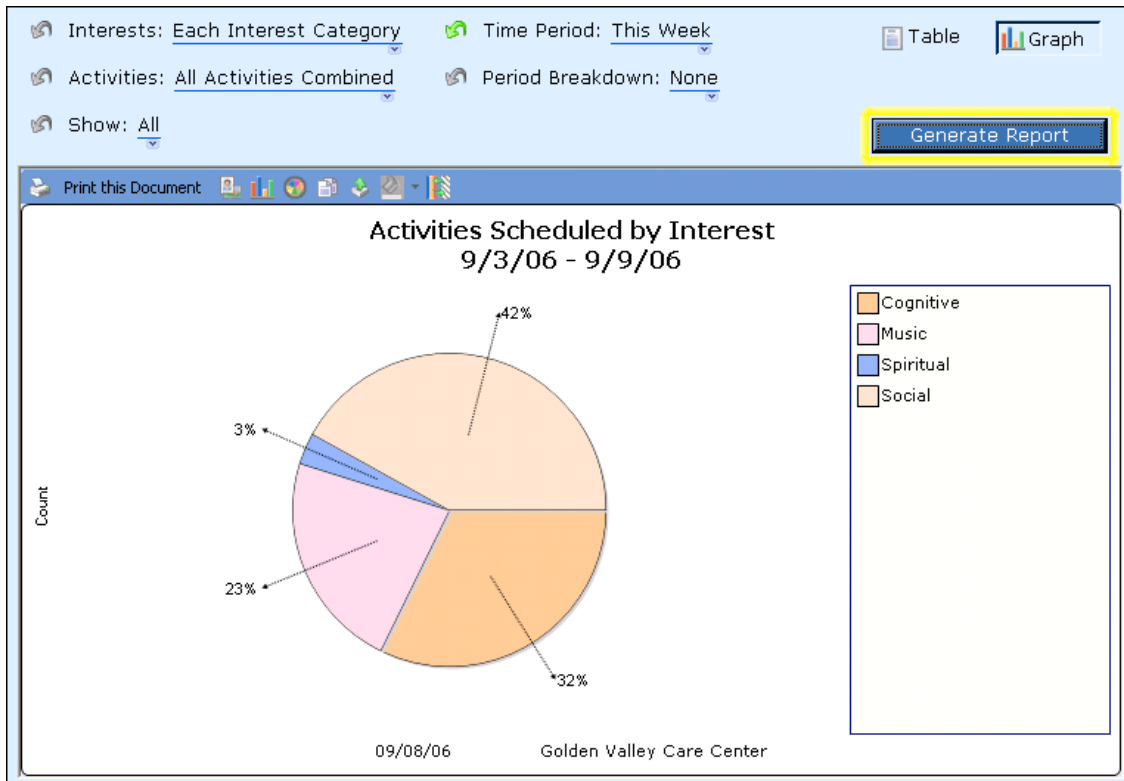 Interests: Each Interest Category
Time Period: This Week
Table
Graph
Activities: All Activities Combined
Period Breakdown: None
Show: All
Generate Report
Print this Document
Activities Scheduled by Interest
9/3/06 - 9/9/06
42%
3%
23%
32%
Count
Cognitive
Music
Spiritual
Social
09/08/06 Golden Valley Care Center